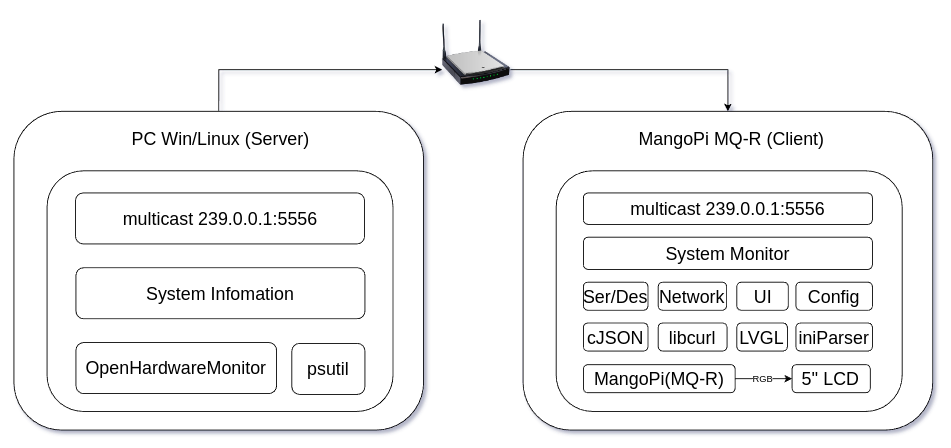 PC Win/Linux (Server)
multicast 239.0.0.1:5556
System Infomation
OpenHardwareMonitor
psutil
MangoPi MQ-R (Client)
multicast 239.0.0.1:5556
System Monitor
Ser/Des
Network
UI
Config
cJSON
libcurl
LVGL
iniParser
MangoPi(MQ-R)
RGB
5" LCD